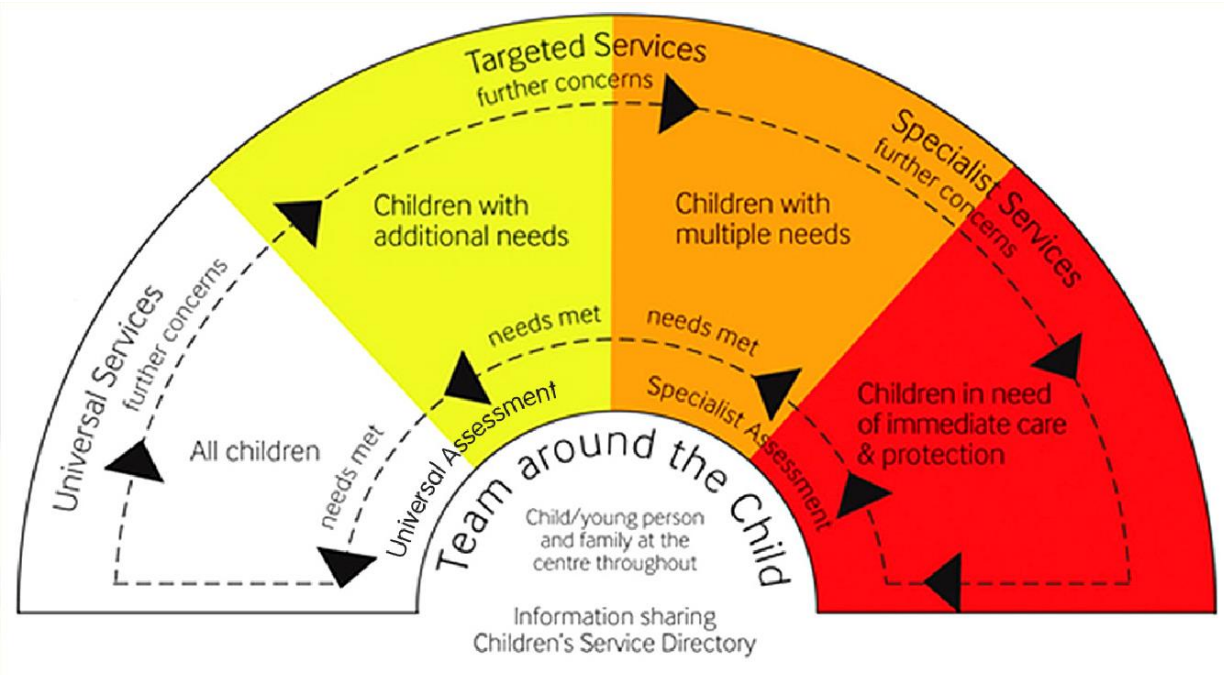 Targeted Services
further concerns
Specialist Services
further concerns
Universal Services
further concerns
Children with
additional needs
Children with
multiple needs
All children
Children in need
of immediate care
& protection
needs met
needs met
needs met
Universal Assessment
Specialist Assessment
Team around the Child
Child/young person
and family at the
centre throughout
Information sharing
Children's Service Directory